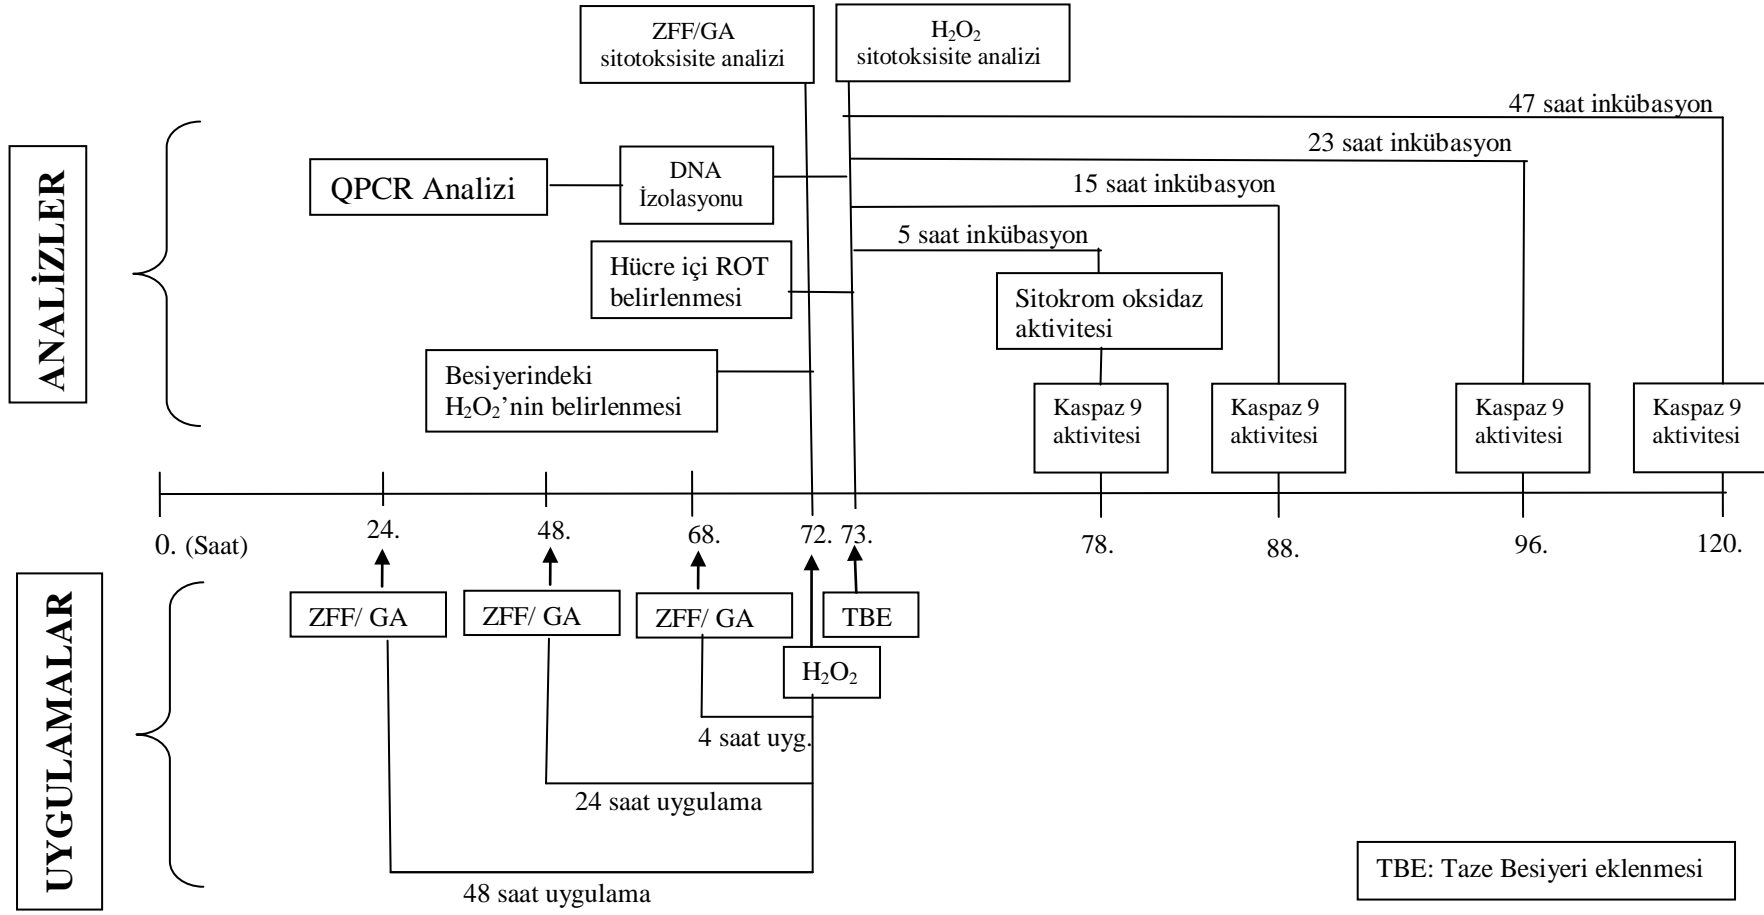 ZFF/GA
sitotoksisite analizi
H₂O₂
sitotoksisite analizi
47 saat inkübasyon
23 saat inkübasyon
15 saat inkübasyon
5 saat inkübasyon
ANALİZLER
QPCR Analizi
DNA
İzolasyonu
Hücre içi ROT
belirlenmesi
Besiyerindeki
H₂O₂’nin belirlenmesi
Sitokrom oksidaz
aktivitesi
Kaspaz 9
aktivitesi
Kaspaz 9
aktivitesi
Kaspaz 9
aktivitesi
Kaspaz 9
aktivitesi
0. (Saat)
24.
48.
68.
72.
73.
78.
88.
96.
120.
UYGULAMALAR
ZFF/ GA
ZFF/ GA
ZFF/ GA
TBE
H₂O₂
4 saat uyg.
24 saat uygulama
48 saat uygulama
TBE: Taze Besiyeri eklenmesi